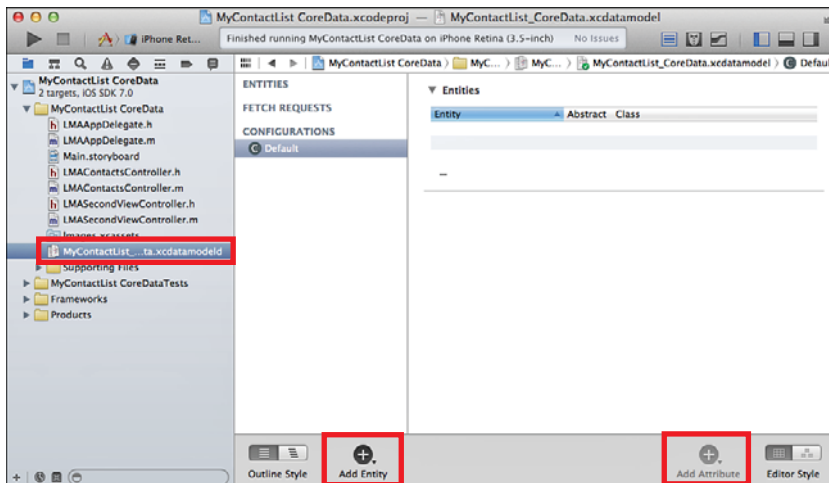 MyContactList CoreData.xcodeproj — MyContactList_CoreData.xcdatamodel
iPhone Ret...
Finished running MyContactList CoreData on iPhone Retina (3.5-inch) No Issues
MyContactList CoreData
MyC...
MyC...
MyContactList_CoreData.xcdatamodel
Defau
MyContactList CoreData
2 targets, iOS SDK 7.0
MyContactList CoreData
LMAAppDelegate.h
LMAAppDelegate.m
Main.storyboard
LMAContactsController.h
LMAContactsController.m
LMASecondViewController.h
LMASecondViewController.m
Images.xcassets
MyContactList_...ta.xcdatamodeld
Supporting Files
MyContactList CoreDataTests
Frameworks
Products
ENTITIES
FETCH REQUESTS
CONFIGURATIONS
C Default
Entities
Entity Abstract Class
Outline Style
Add Entity
Add Attribute
Editor Style